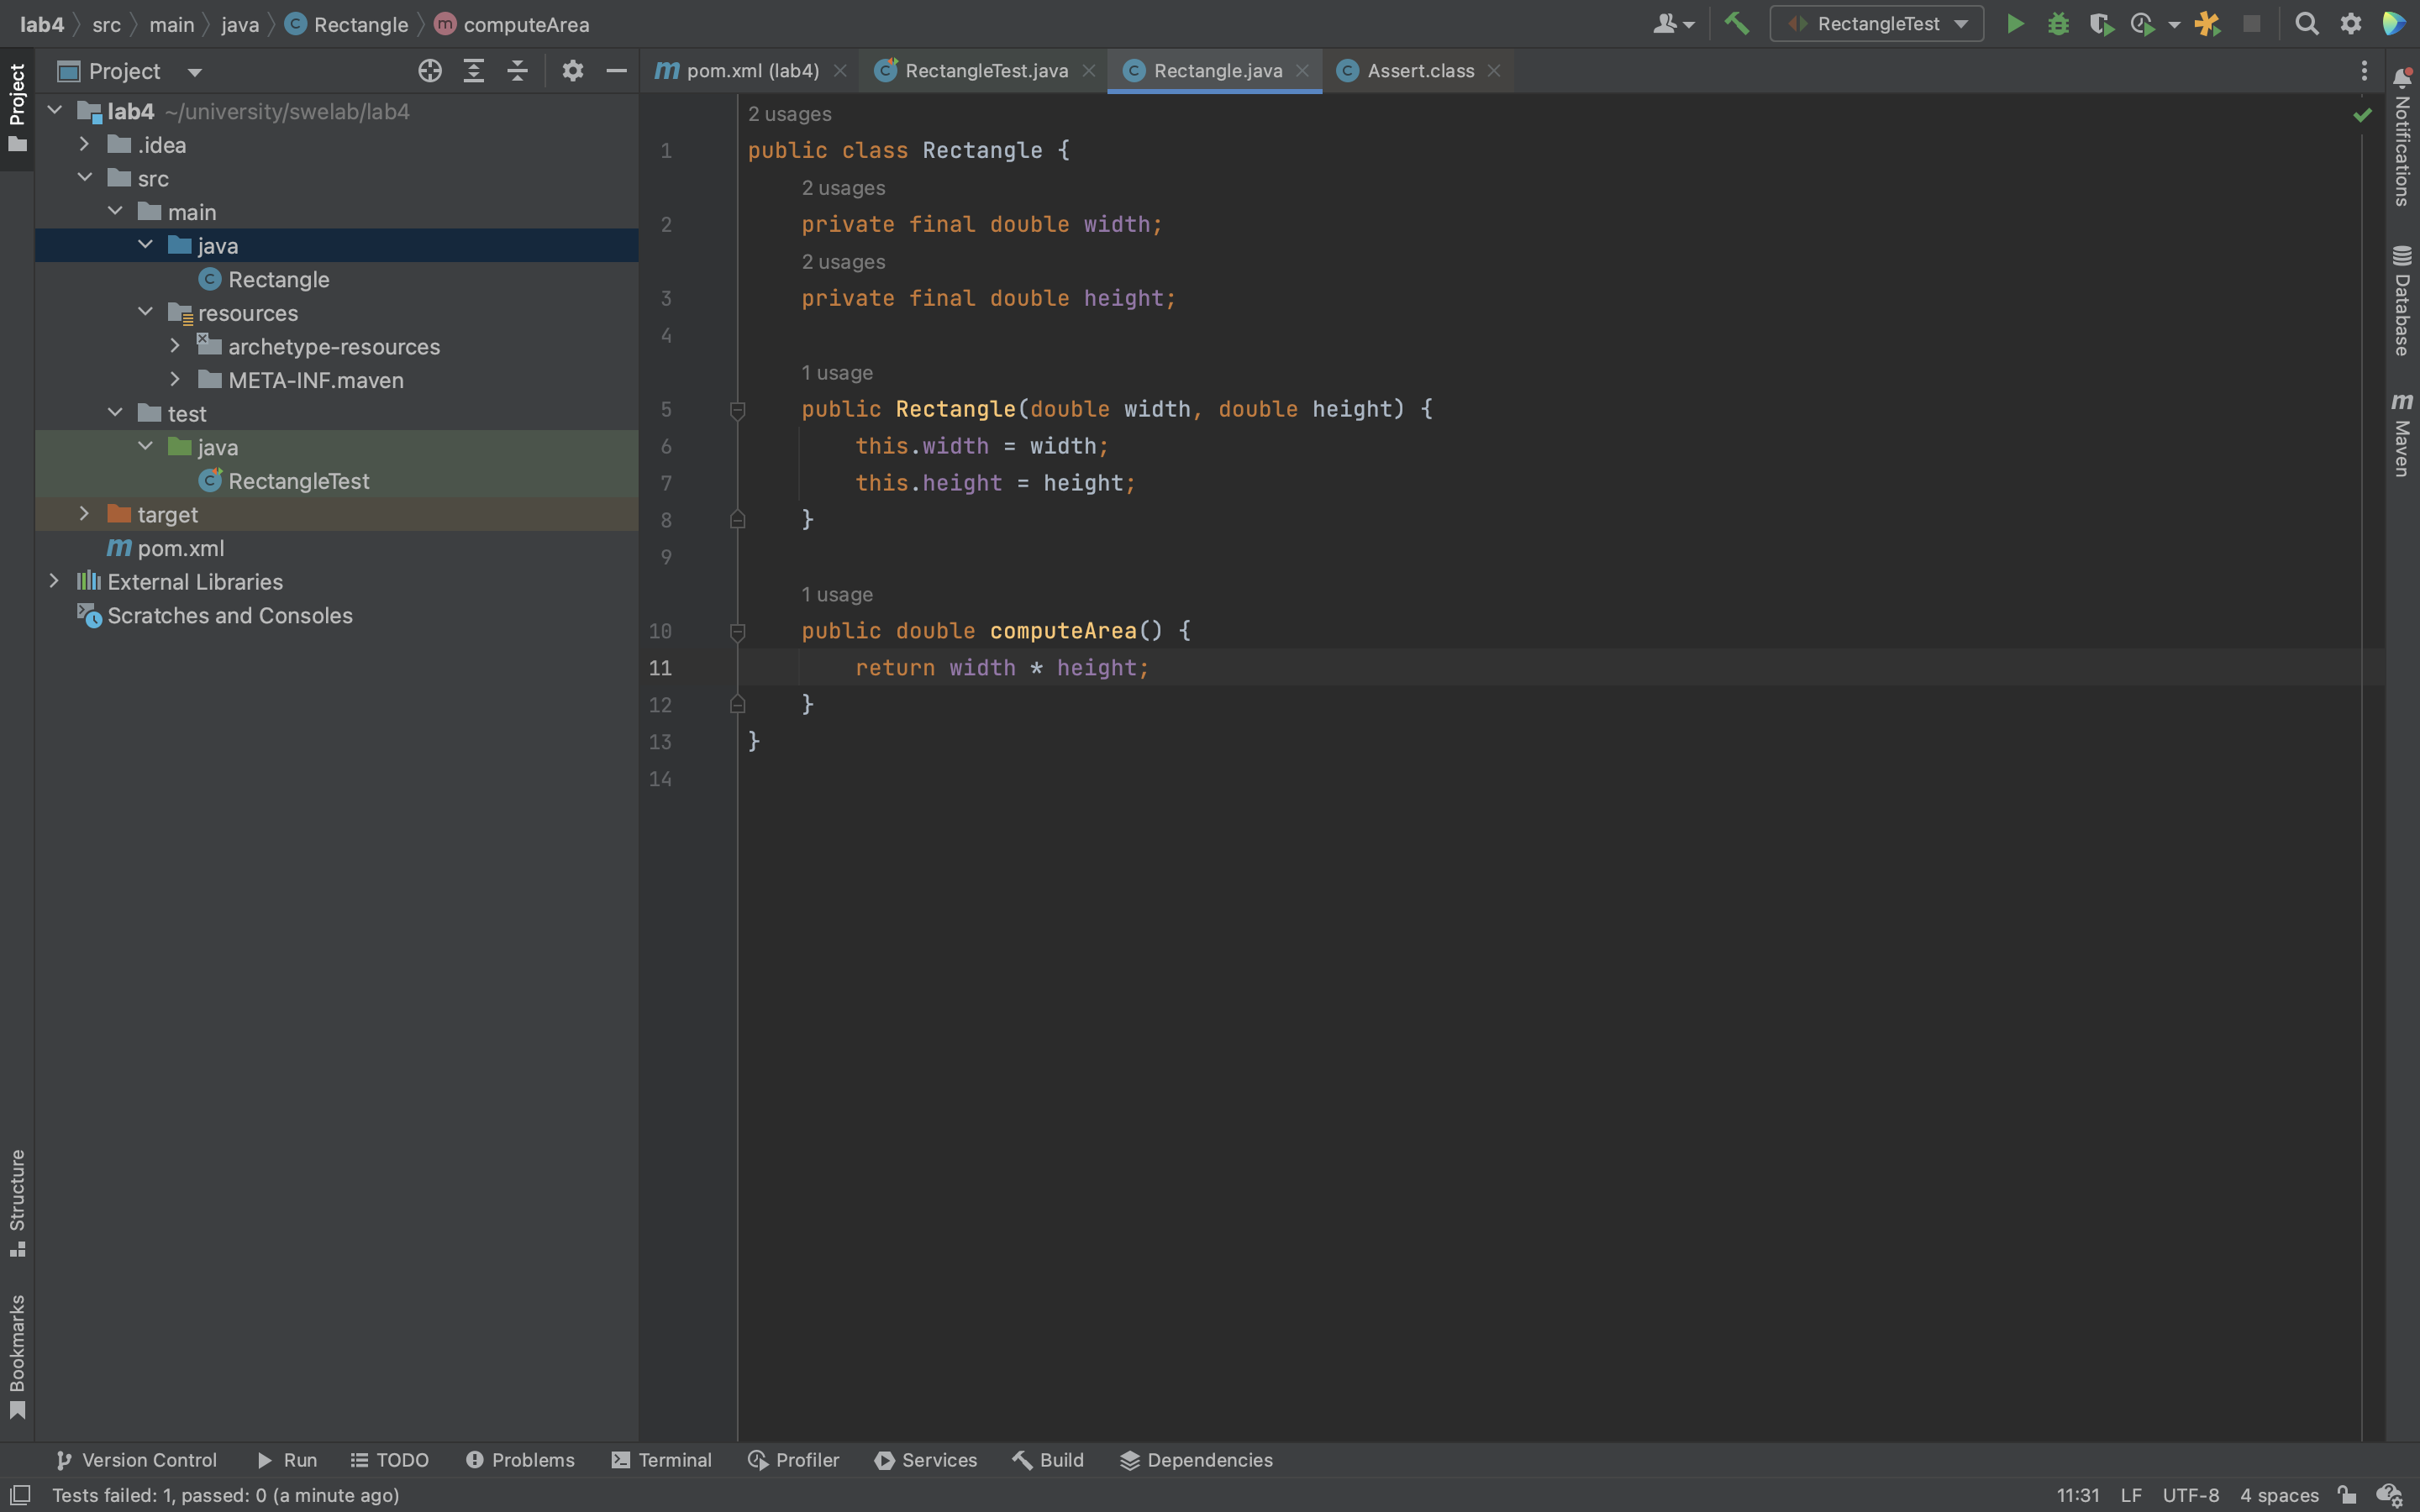 lab4 src main java Rectangle computeArea RectangleTest
Project
pom.xml (lab4) RectangleTest.java Rectangle.java Assert.class
Project
lab4 ~/university/swelab/lab4
.idea
src
main
java
Rectangle
resources
archetype-resources
META-INF.maven
test
java
RectangleTest
target
pom.xml
External Libraries
Scratches and Consoles
2 usages
1 public class Rectangle {
2 usages
2 private final double width;
2 usages
3 private final double height;
4
1 usage
5 public Rectangle(double width, double height) {
6 this.width = width;
7 this.height = height;
8 }
9
1 usage
10 public double computeArea() {
11 return width * height;
12 }
13 }
14
Notifications
Database
Maven
Structure
Bookmarks
Version Control Run TODO Problems Terminal Profiler Services Build Dependencies
Tests failed: 1, passed: 0 (a minute ago) 11:31 LF UTF-8 4 spaces